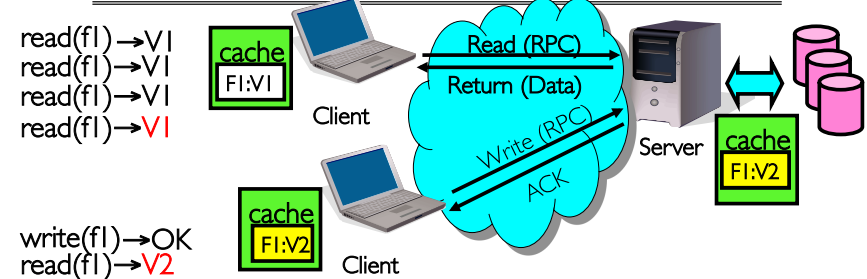 read(f1)→V1
read(f1)→V1
read(f1)→V1
read(f1)→V1
cache
F1:V1
Client
Read (RPC)
Return (Data)
Write (RPC)
ACK
Server
cache
F1:V2
cache
F1:V2
Client
write(f1)→OK
read(f1)→V2